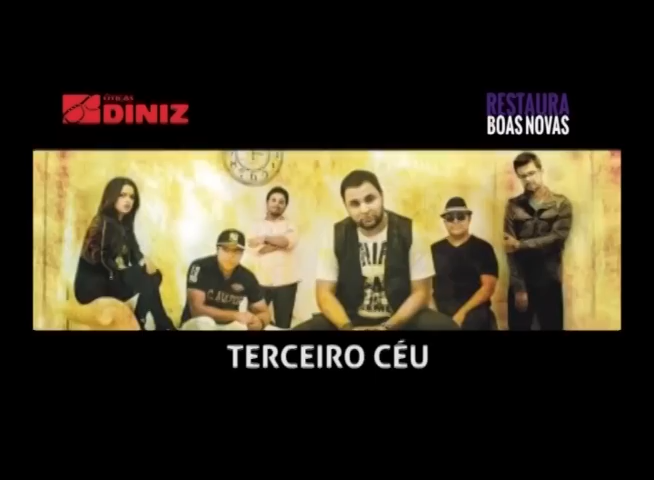 ÓTICAS
DINIZ
RESTAURA
BOAS NOVAS
TERCEIRO CÉU